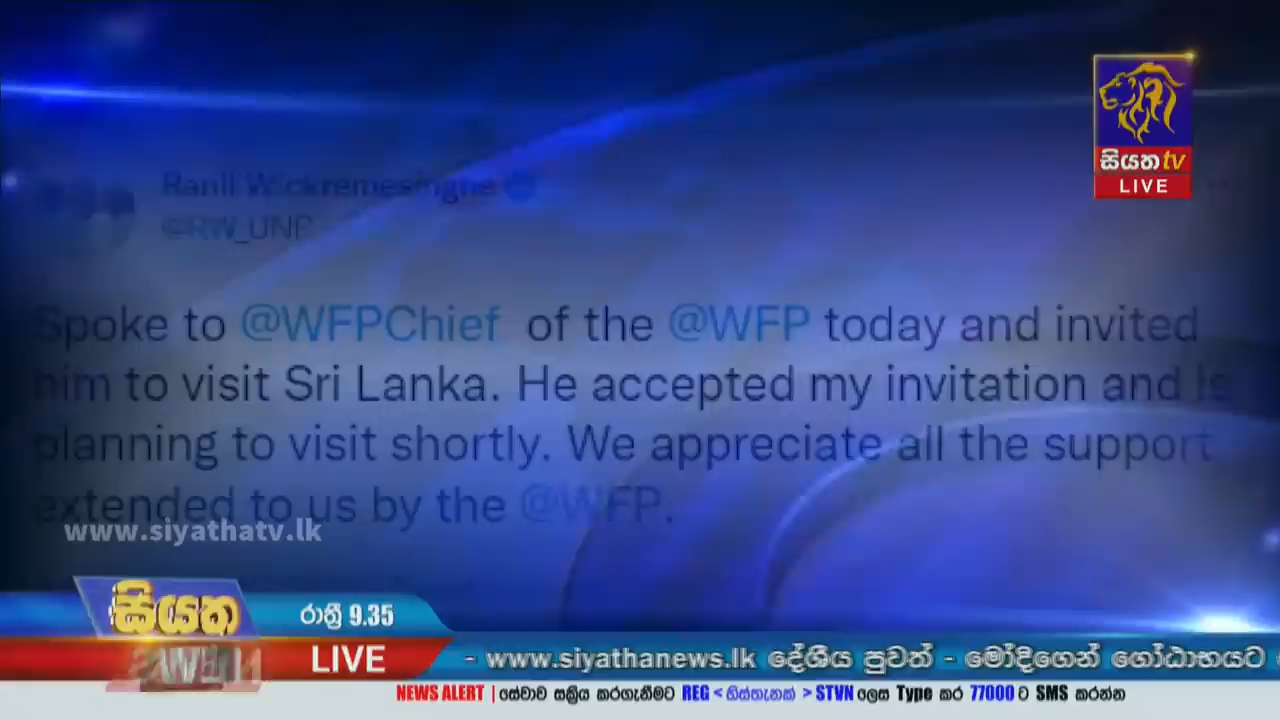 සියත tv
LIVE
Ranil Wickremesinghe
@RW_UNP
Spoke to @WFPChief of the @WFP today and invited
him to visit Sri Lanka. He accepted my invitation and is
planning to visit shortly. We appreciate all the support
extended to us by the @WFP.
www.siyathatv.lk
සියත
රාත්‍රී 9.35
LIVE
- www.siyathanews.lk දේශීය පුවත් - මෝදිගෙන් ගෝඨාභයට
NEWS ALERT | සේවාව සක්‍රිය කරගැනීමට REG < හිස්තැනක් > STVN ලෙස Type කර 77000 ට SMS කරන්න